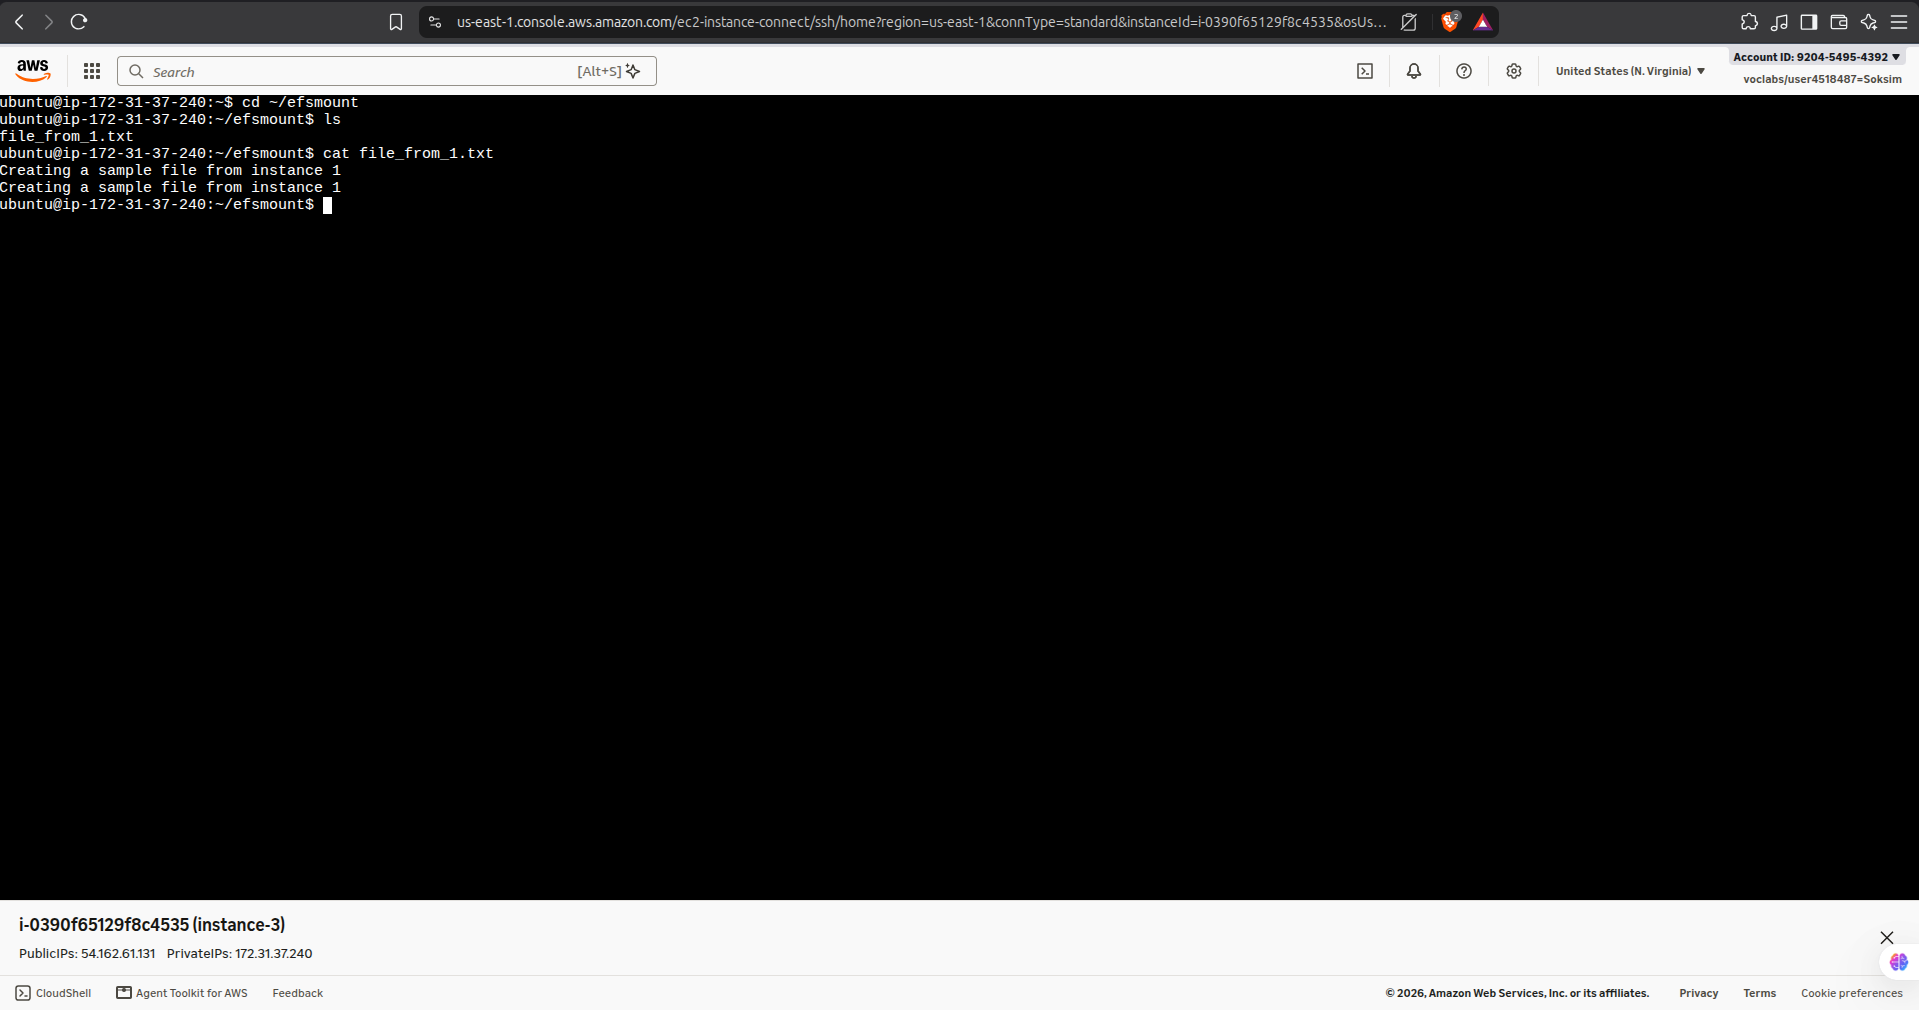 us-east-1.console.aws.amazon.com/ec2-instance-connect/ssh/home?region=us-east-1&connType=standard&instanceId=i-0390f65129f8c4535&osUs...
2
aws
Search
[Alt+S]
United States (N. Virginia)
Account ID: 9204-5495-4392
voclabs/user4518487=Soksim
ubuntu@ip-172-31-37-240:~$ cd ~/efsmount
ubuntu@ip-172-31-37-240:~/efsmount$ ls
file_from_1.txt
ubuntu@ip-172-31-37-240:~/efsmount$ cat file_from_1.txt
Creating a sample file from instance 1
Creating a sample file from instance 1
ubuntu@ip-172-31-37-240:~/efsmount$
i-0390f65129f8c4535 (instance-3)
PublicIPs: 54.162.61.131 PrivateIPs: 172.31.37.240
CloudShell Agent Toolkit for AWS Feedback © 2026, Amazon Web Services, Inc. or its affiliates. Privacy Terms Cookie preferences